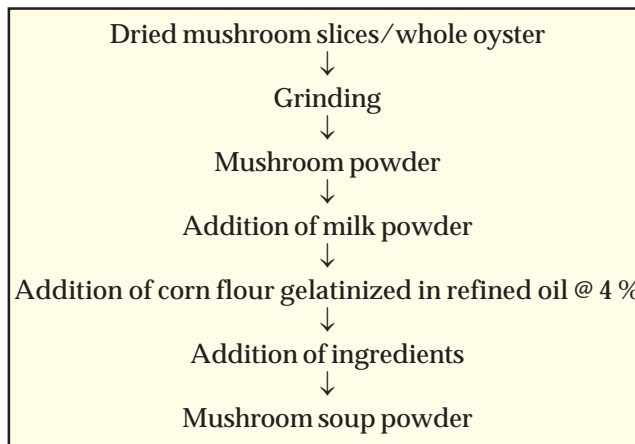 Dried mushroom slices/whole oyster
↓
Grinding
↓
Mushroom powder
↓
Addition of milk powder
↓
Addition of corn flour gelatinized in refined oil @ 4 %
↓
Addition of ingredients
↓
Mushroom soup powder